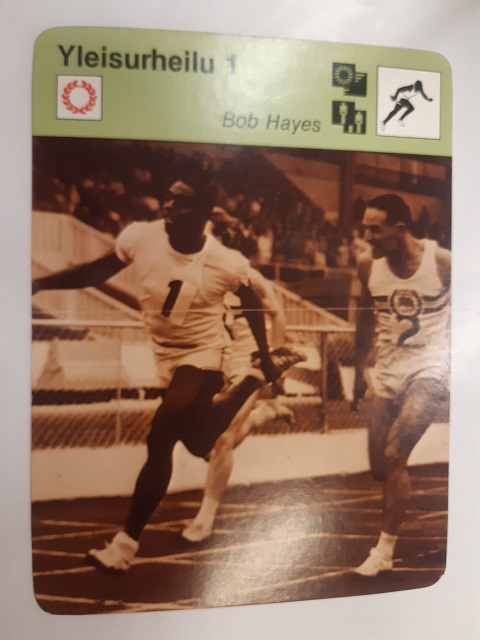 Yleisurheilu 1
Bob Hayes
1
2